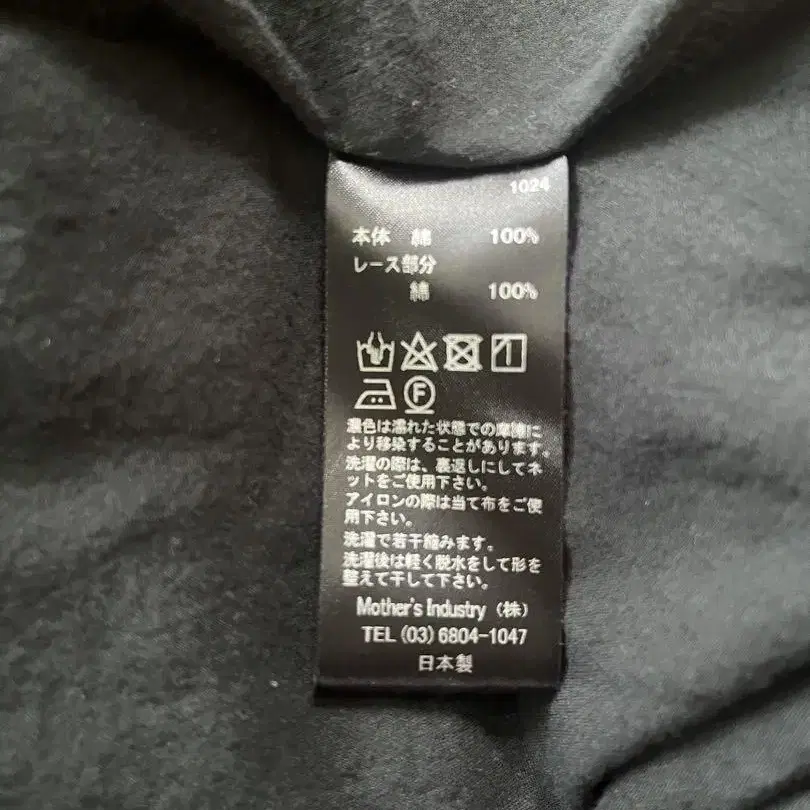 1024
本体 綿 100%
レース部分
綿 100%
F
濃色は濡れた状態での摩擦に
より移染することがあります。
洗濯の際は、裏返しにしてネ
ットをご使用下さい。
アイロンの際は当て布をご使
用下さい。
洗濯で若干縮みます。
洗濯後は軽く脱水をして形を
整えて干して下さい。
Mother's Industry (株)
TEL (03) 6804-1047
日本製